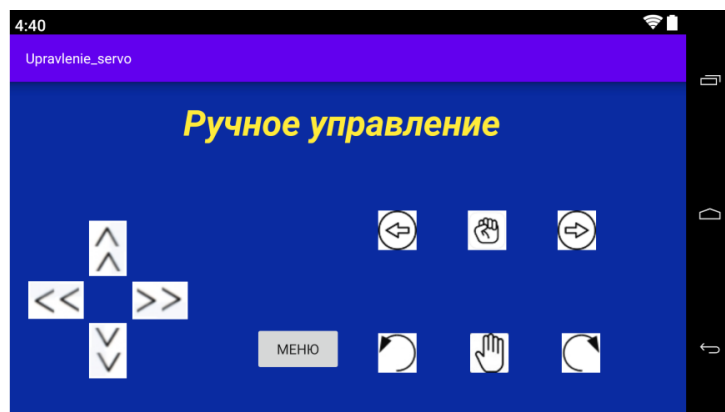 4:40
Upravlenie_servo
Ручное управление
<< >>
МЕНЮ